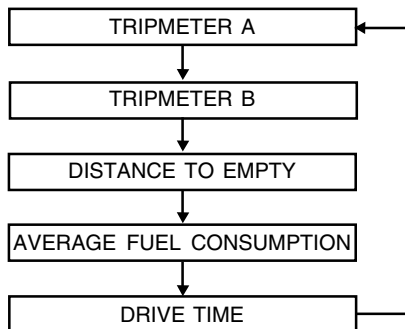 TRIPMETER A
TRIPMETER B
DISTANCE TO EMPTY
AVERAGE FUEL CONSUMPTION
DRIVE TIME